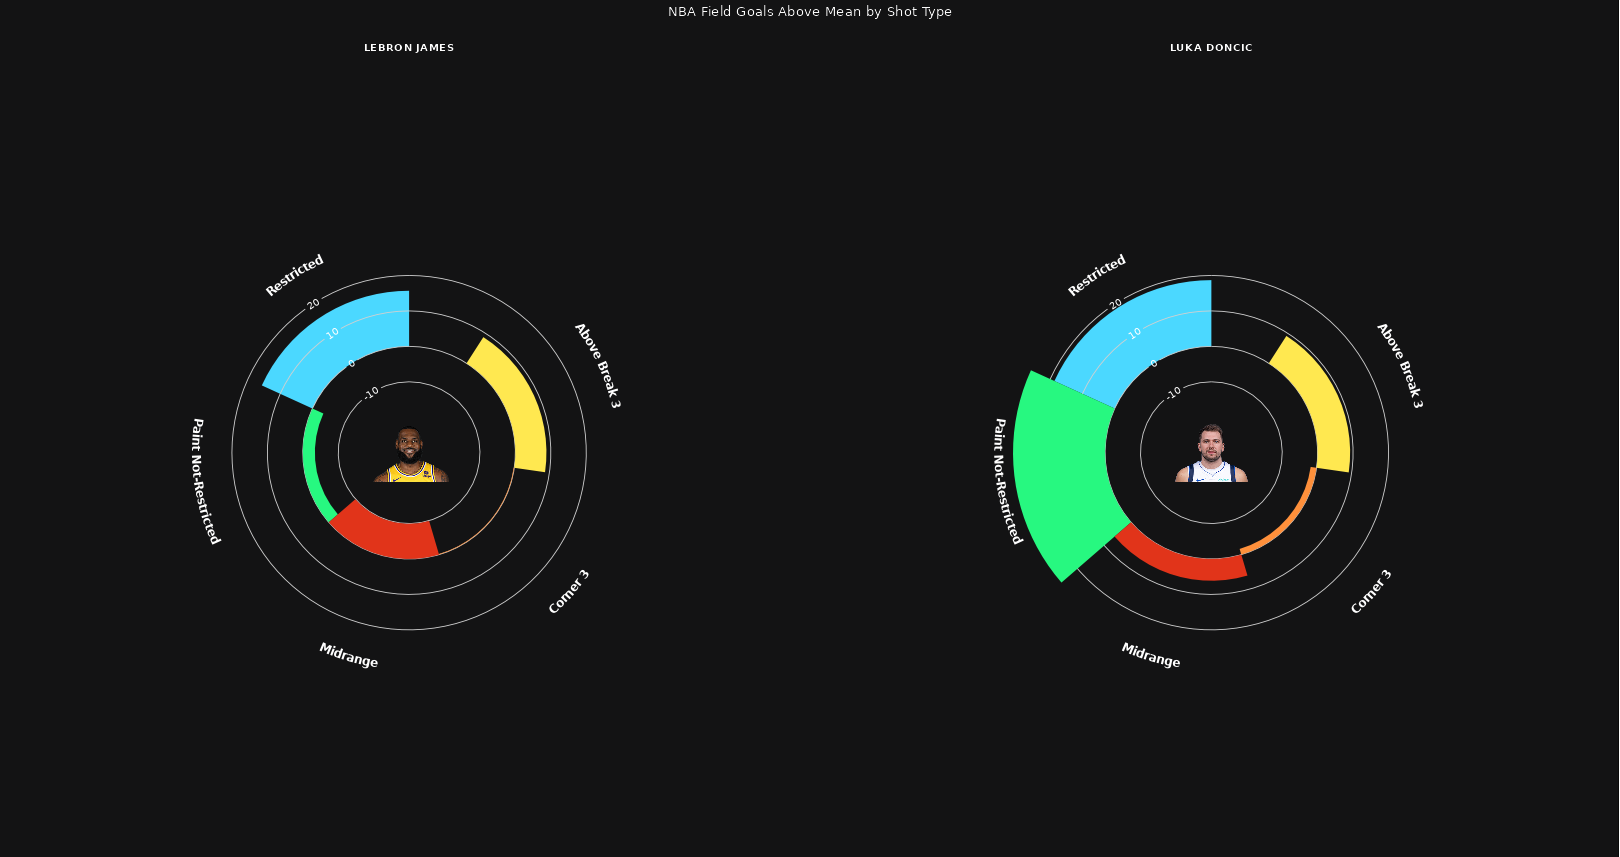 NBA Field Goals Above Mean by Shot Type
LEBRON JAMES
Restricted
Above Break 3
20
10
0
-10
Paint Not-Restricted
Corner 3
Midrange
LUKA DONCIC
Restricted
Above Break 3
20
10
0
-10
Paint Not-Restricted
Corner 3
Midrange